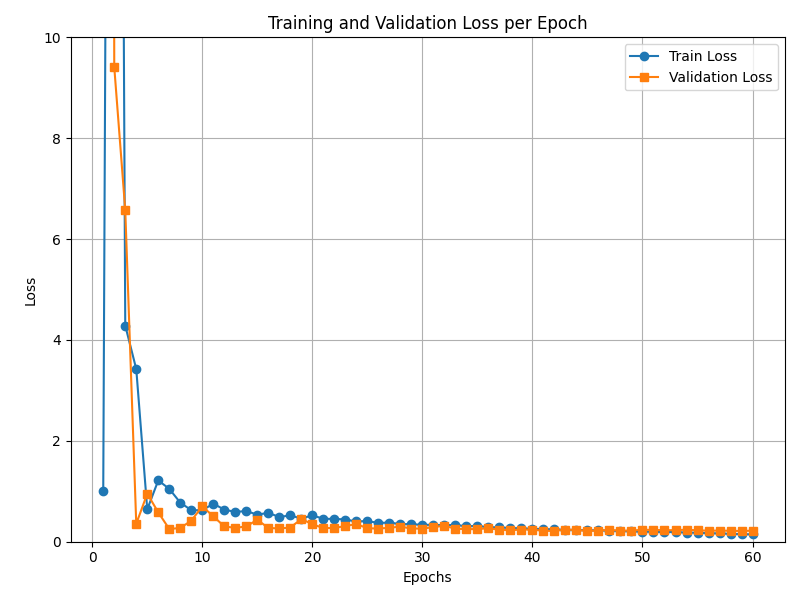 Training and Validation Loss per Epoch
Train Loss
Validation Loss
10
8
6
4
2
0
Loss
0 10 20 30 40 50 60
Epochs